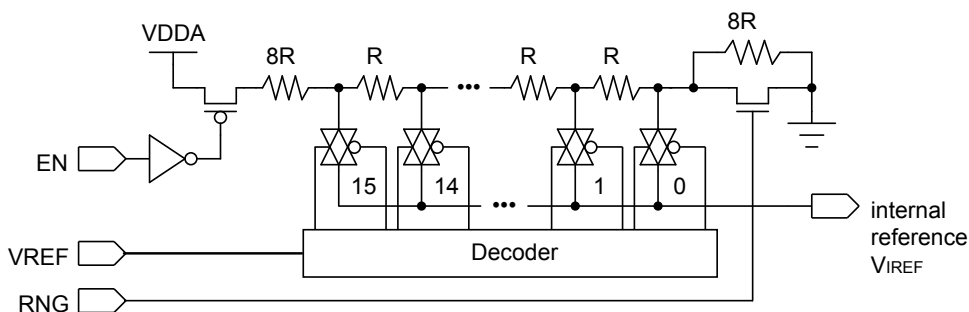 8R
VDDA
8R
R
...
R
R
EN
15
14
1
0
...
internal
reference
VIREF
VREF
Decoder
RNG